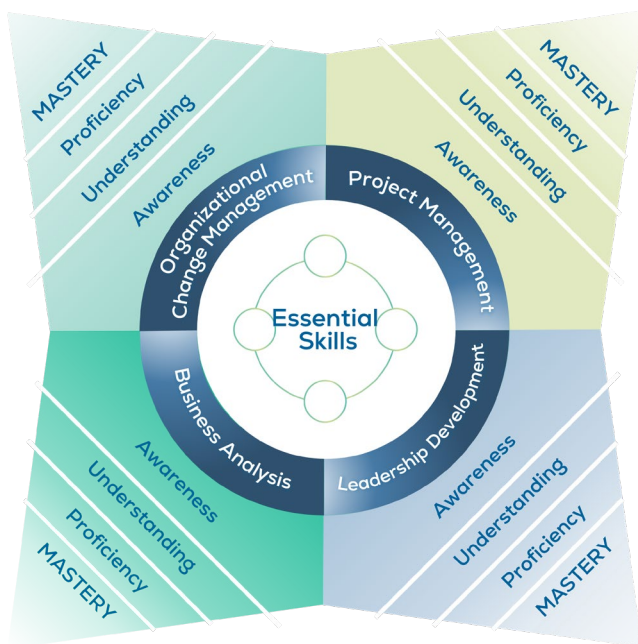 MASTERY
Proficiency
Understanding
Awareness
MASTERY
Proficiency
Understanding
Awareness
Organizational
Change Management
Project Management
Essential
Skills
Business Analysis
Leadership Development
Awareness
Understanding
Proficiency
MASTERY
Awareness
Understanding
Proficiency
MASTERY